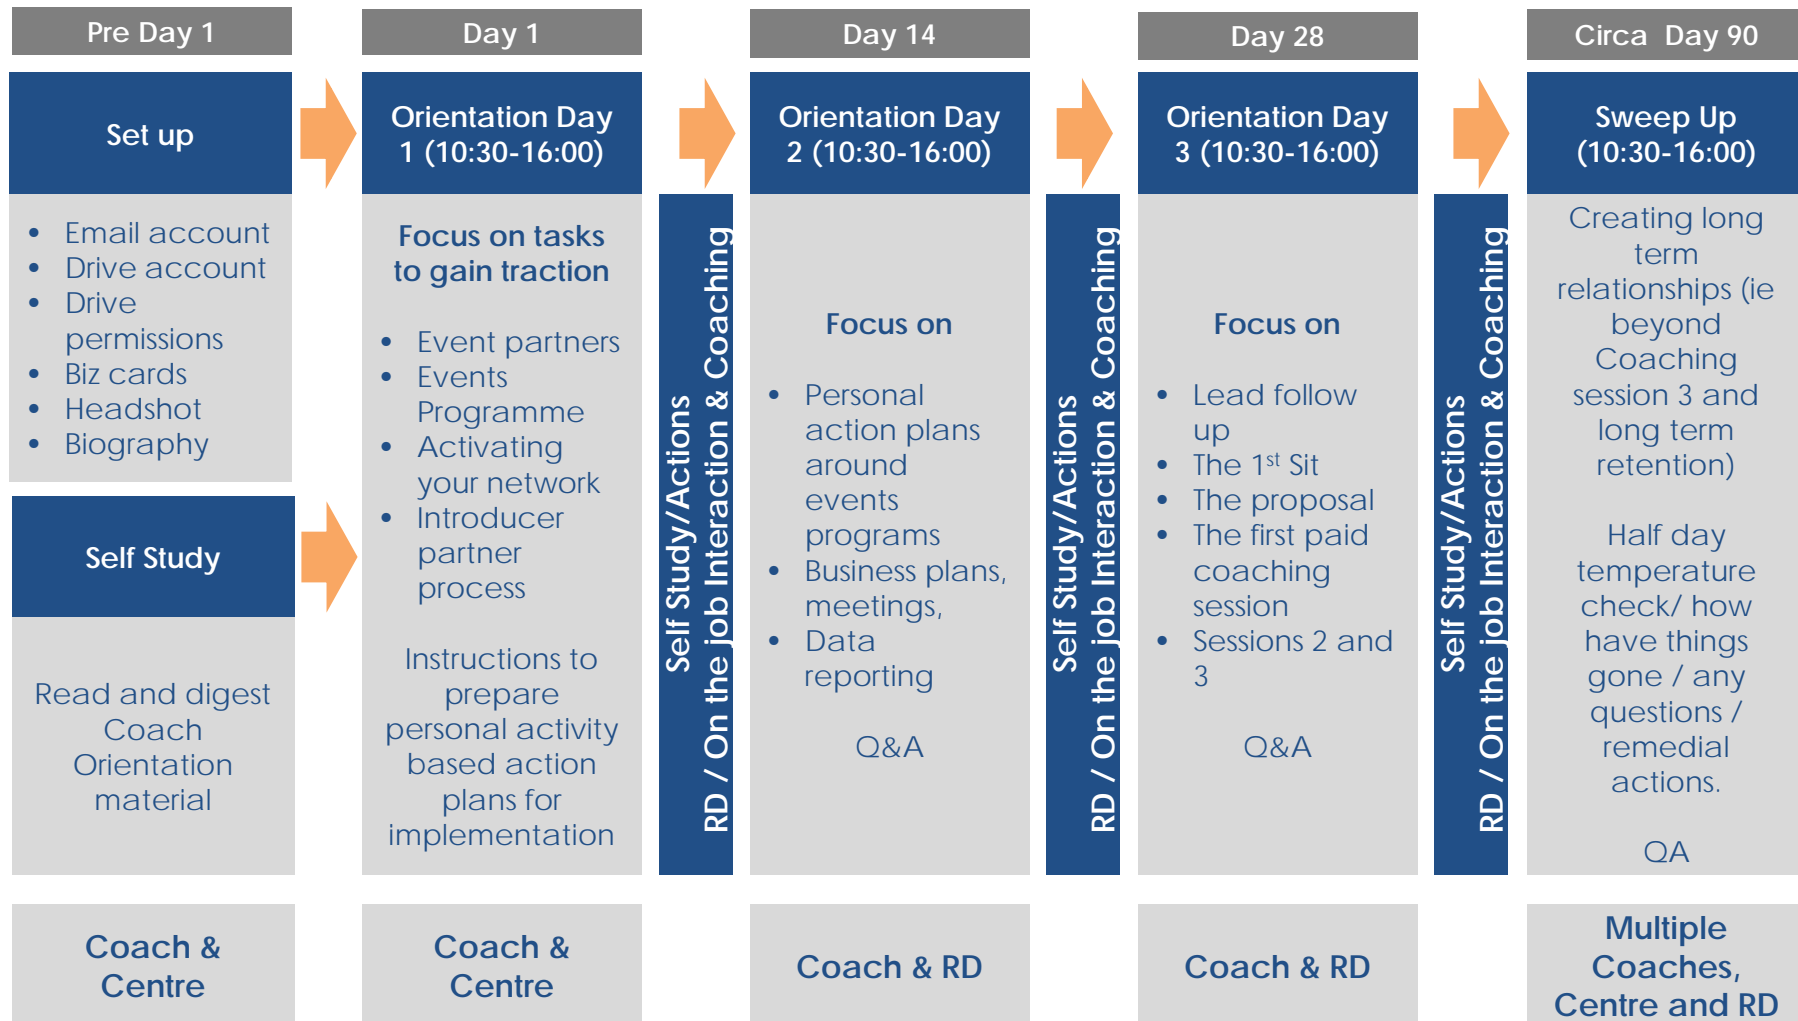 Pre Day 1
Set up
• Email account
• Drive account
• Drive
permissions
• Biz cards
• Headshot
• Biography
Self Study
Read and digest
Coach
Orientation
material
Coach &
Centre
Day 1
Orientation Day
1 (10:30-16:00)
Focus on tasks
to gain traction
• Event partners
• Events
Programme
• Activating
your network
• Introducer
partner
process
Instructions to
prepare
personal activity
based action
plans for
implementation
Coach &
Centre
Self Study/Actions
RD / On the job Interaction & Coaching
Day 14
Orientation Day
2 (10:30-16:00)
Focus on
• Personal
action plans
around
events
programs
• Business plans,
meetings,
• Data
reporting
Q&A
Coach & RD
Self Study/Actions
RD / On the job Interaction & Coaching
Day 28
Orientation Day
3 (10:30-16:00)
Focus on
• Lead follow
up
• The 1st Sit
• The proposal
• The first paid
coaching
session
• Sessions 2 and
3
Q&A
Coach & RD
Self Study/Actions
RD / On the job Interaction & Coaching
Circa Day 90
Sweep Up
(10:30-16:00)
Creating long
term
relationships (ie
beyond
Coaching
session 3 and
long term
retention)
Half day
temperature
check/ how
have things
gone / any
questions /
remedial
actions.
QA
Multiple
Coaches,
Centre and RD